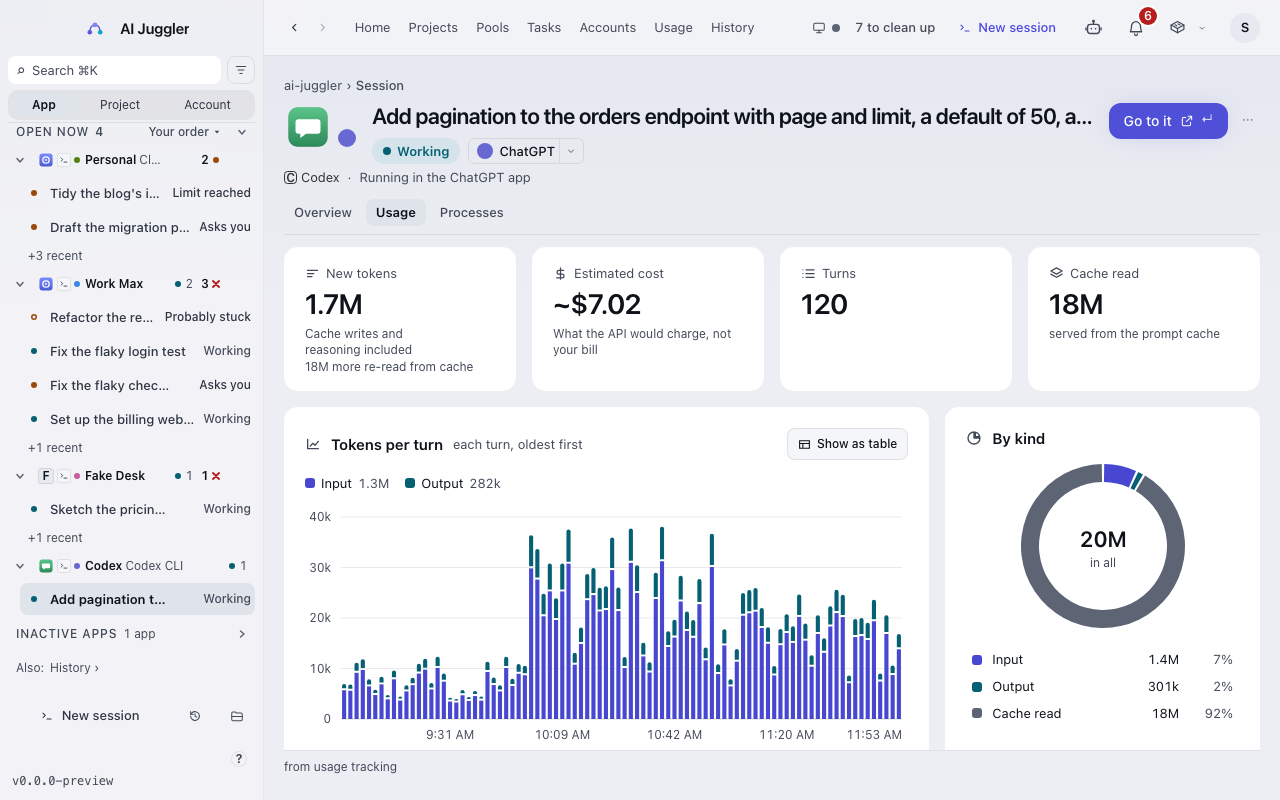 AI Juggler
Search ⌘K
App Project Account
OPEN NOW 4 Your order
Personal Cl... 2
Tidy the blog's i... Limit reached
Draft the migration p... Asks you
+3 recent
Work Max 2 3
Refactor the re... Probably stuck
Fix the flaky login test Working
Fix the flaky chec... Asks you
Set up the billing web... Working
+1 recent
F Fake Desk 1 1
Sketch the pricin... Working
+1 recent
Codex Codex CLI 1
Add pagination t... Working
INACTIVE APPS 1 app
Also: History ›
New session
?
v0.0.0-preview
Home Projects Pools Tasks Accounts Usage History
7 to clean up
New session
6
S
ai-juggler › Session
Add pagination to the orders endpoint with page and limit, a default of 50, a...
Go to it
Working ChatGPT
Codex · Running in the ChatGPT app
Overview Usage Processes
New tokens
1.7M
Cache writes and
reasoning included
18M more re-read from cache
Estimated cost
~$7.02
What the API would charge, not
your bill
Turns
120
Cache read
18M
served from the prompt cache
Tokens per turn each turn, oldest first
Show as table
Input 1.3M Output 282k
40k
30k
20k
10k
0
9:31 AM 10:09 AM 10:42 AM 11:20 AM 11:53 AM
By kind
20M
in all
Input 1.4M 7%
Output 301k 2%
Cache read 18M 92%
from usage tracking